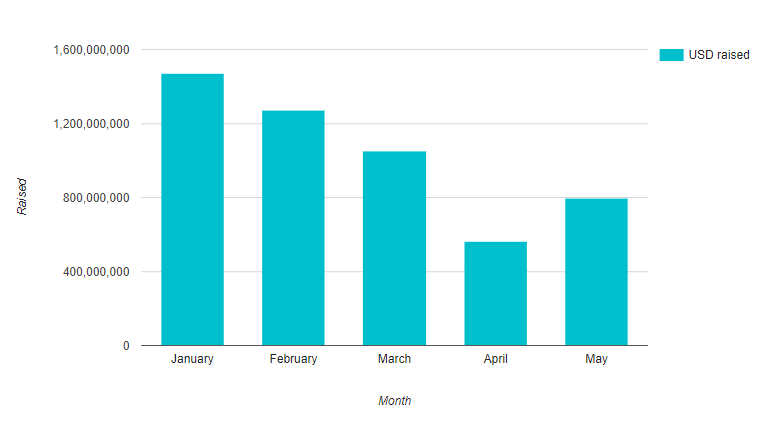 1,600,000,000
1,200,000,000
800,000,000
400,000,000
0
Raised
January February March April May
Month
USD raised